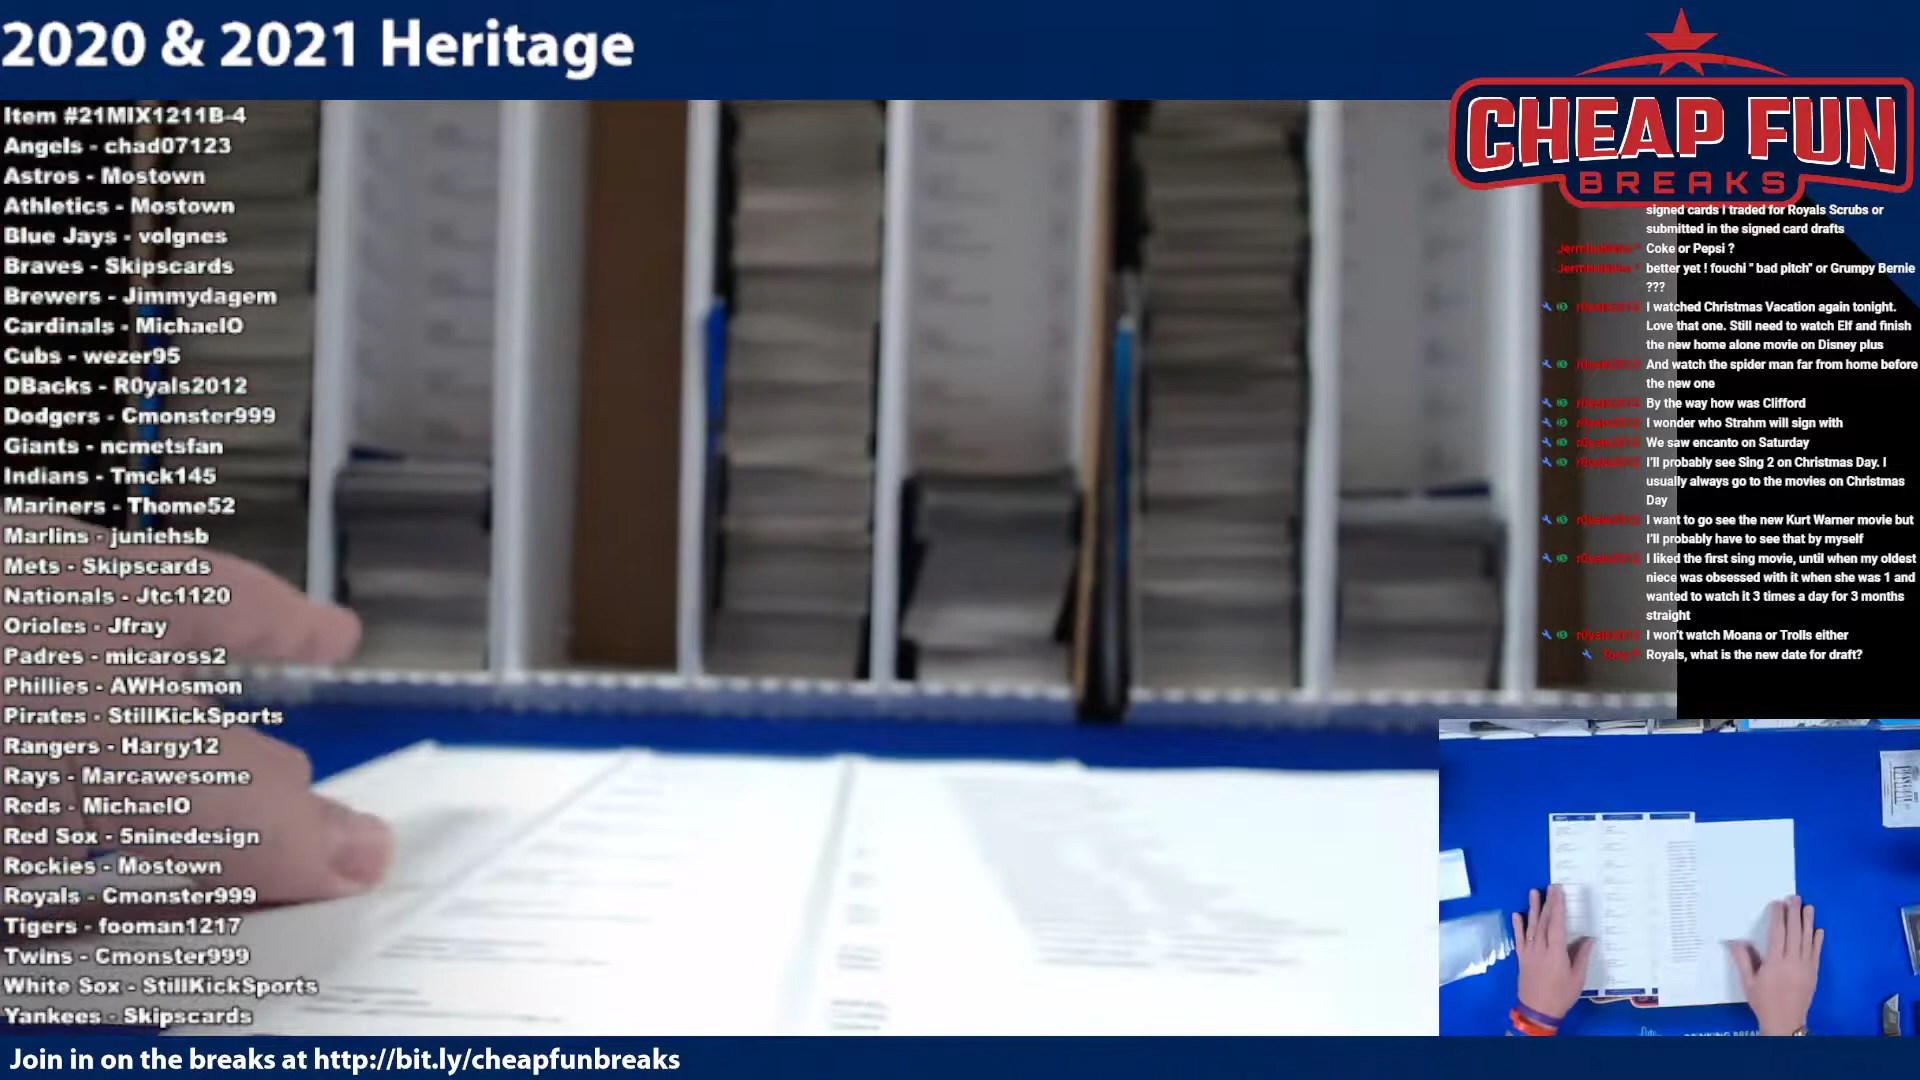 2020 & 2021 Heritage
Item #21MIX1211B-4
Angels - chad07123
Astros - Mostown
Athletics - Mostown
Blue Jays - volgnes
Braves - Skipscards
Brewers - Jimmydagem
Cardinals - MichaelO
Cubs - wezer95
DBacks - R0yals2012
Dodgers - Cmonster999
Giants - ncmetsfan
Indians - Tmck145
Mariners - Thome52
Marlins - juniehsb
Mets - Skipscards
Nationals - Jtc1120
Orioles - Jfray
Padres - micaross2
Phillies - AWHosmon
Pirates - StillKickSports
Rangers - Hargy12
Rays - Marcawesome
Reds - MichaelO
Red Sox - 5ninedesign
Rockies - Mostown
Royals - Cmonster999
Tigers - fooman1217
Twins - Cmonster999
White Sox - StillKickSports
Yankees - Skipscards
Join in on the breaks at http://bit.ly/cheapfunbreaks
CHEAP FUN
BREAKS
signed cards I traded for Royals Scrubs or
submitted in the signed card drafts
Coke or Pepsi ?
better yet ! fouchi " bad pitch" or Grumpy Bernie
???
r0yals2012 I watched Christmas Vacation again tonight.
Love that one. Still need to watch Elf and finish
the new home alone movie on Disney plus
r0yals2012 And watch the spider man far from home before
the new one
r0yals2012 By the way how was Clifford
r0yals2012 I wonder who Strahm will sign with
r0yals2012 We saw encanto on Saturday
r0yals2012 I'll probably see Sing 2 on Christmas Day. I
usually always go to the movies on Christmas
Day
r0yals2012 I want to go see the new Kurt Warner movie but
I'll probably have to see that by myself
r0yals2012 I liked the first sing movie, until when my oldest
niece was obsessed with it when she was 1 and
wanted to watch it 3 times a day for 3 months
straight
r0yals2012 I won't watch Moana or Trolls either
Tony P Royals, what is the new date for draft?